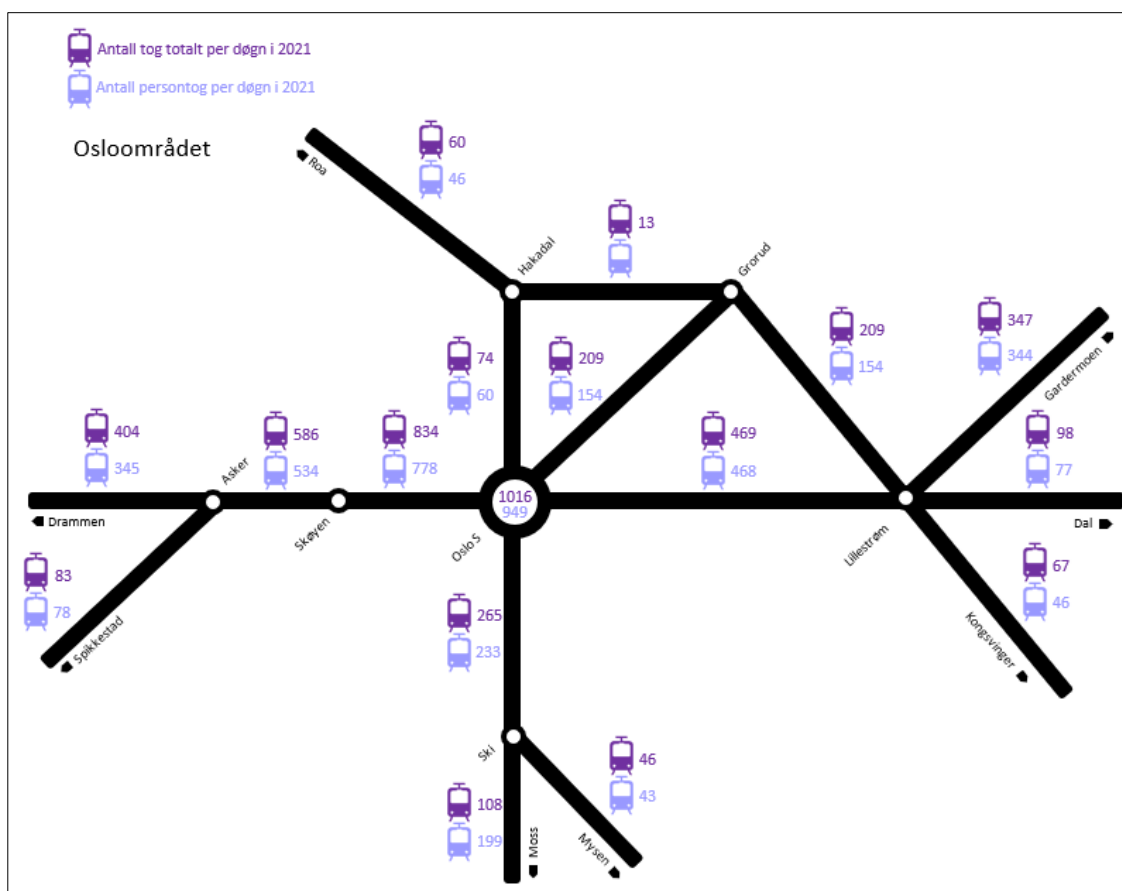 Antall tog totalt per døgn i 2021
Antall persontog per døgn i 2021
Osloområdet
60
46
Roa
13
Hakadal
Grorud
74
60
209
154
209
154
347
344
Gardermoen
404
345
586
534
834
778
469
468
98
77
Asker
Drammen
Skøyen
Oslo S
1016
949
Lillestrøm
Dal
83
78
Spikkestad
265
233
67
46
Kongsvinger
Ski
46
43
108
199
Moss
Mysen